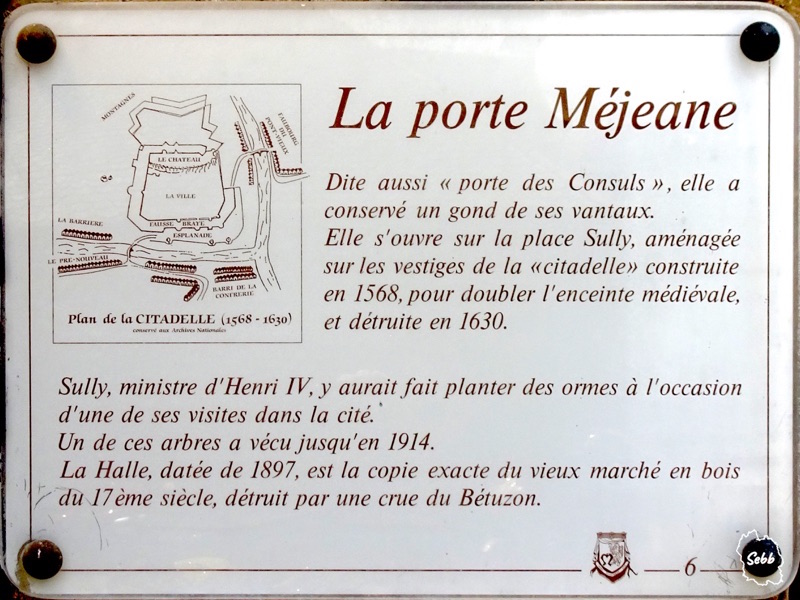 La porte Méjeane
MONTAGNES
FAUBOURG
DU
PONT-VIEUX
LE CHATEAU
LA VILLE
LA BARRIERE
FAUSSE BRAYE
ESPLANADE
LE PRE-NOUVEAU
BARRI DE LA
CONFRERIE
Plan de la CITADELLE (1568 - 1630)
conservé aux Archives Nationales
Dite aussi « porte des Consuls », elle a
conservé un gond de ses vantaux.
Elle s'ouvre sur la place Sully, aménagée
sur les vestiges de la «citadelle» construite
en 1568, pour doubler l'enceinte médiévale,
et détruite en 1630.
Sully, ministre d'Henri IV, y aurait fait planter des ormes à l'occasion
d'une de ses visites dans la cité.
Un de ces arbres a vécu jusqu'en 1914.
La Halle, datée de 1897, est la copie exacte du vieux marché en bois
du 17ème siècle, détruit par une crue du Bétuzon.
6
Sebb